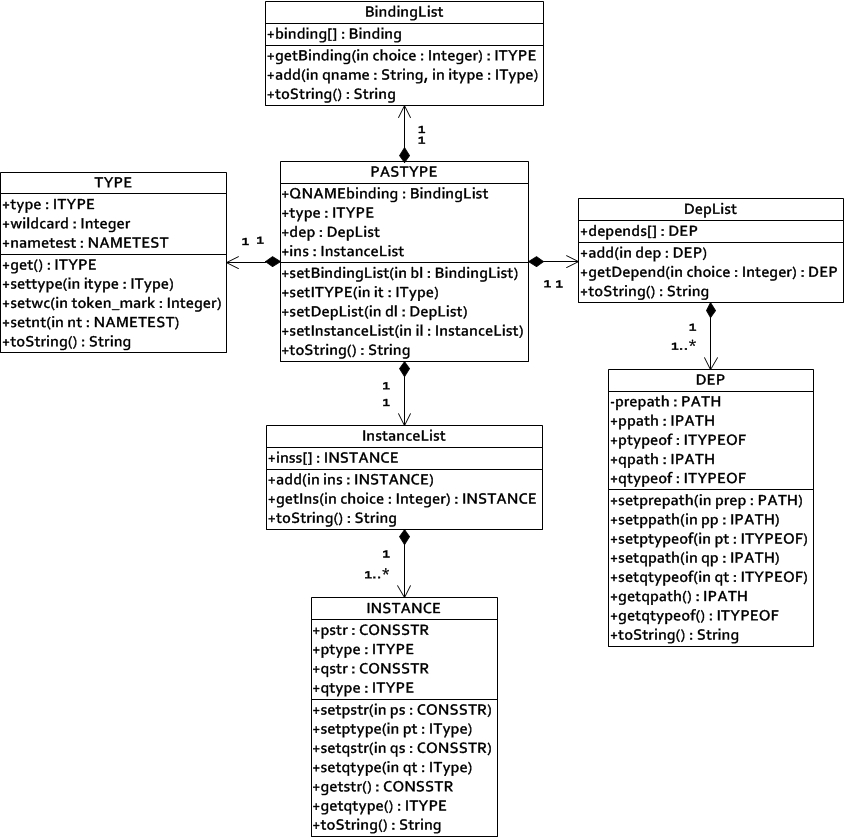 BindingList
+binding[] : Binding
+getBinding(in choice : Integer) : ITYPE
+add(in qname : String, in itype : IType)
+toString() : String
1
1
TYPE
+type : ITYPE
+wildcard : Integer
+nametest : NAMETEST
+get() : ITYPE
+settype(in itype : IType)
+setwc(in token_mark : Integer)
+setnt(in nt : NAMETEST)
+toString() : String
1 1
PASTYPE
+QNAMEbinding : BindingList
+type : ITYPE
+dep : DepList
+ins : InstanceList
+setBindingList(in bl : BindingList)
+setITYPE(in it : IType)
+setDepList(in dl : DepList)
+setInstanceList(in il : InstanceList)
+toString() : String
1 1
DepList
+depends[] : DEP
+add(in dep : DEP)
+getDepend(in choice : Integer) : DEP
+toString() : String
1
1..*
DEP
-prepath : PATH
+ppath : IPATH
+ptypeof : ITYPEOF
+qpath : IPATH
+qtypeof : ITYPEOF
+setprepath(in prep : PATH)
+setppath(in pp : IPATH)
+setptypeof(in pt : ITYPEOF)
+setqpath(in qp : IPATH)
+setqtypeof(in qt : ITYPEOF)
+getqpath() : IPATH
+getqtypeof() : ITYPEOF
+toString() : String
1
1
InstanceList
+inss[] : INSTANCE
+add(in ins : INSTANCE)
+getIns(in choice : Integer) : INSTANCE
+toString() : String
1
1..*
INSTANCE
+pstr : CONSSTR
+ptype : ITYPE
+qstr : CONSSTR
+qtype : ITYPE
+setpstr(in ps : CONSSTR)
+setptype(in pt : IType)
+setqstr(in qs : CONSSTR)
+setqtype(in qt : IType)
+getstr() : CONSSTR
+getqtype() : ITYPE
+toString() : String